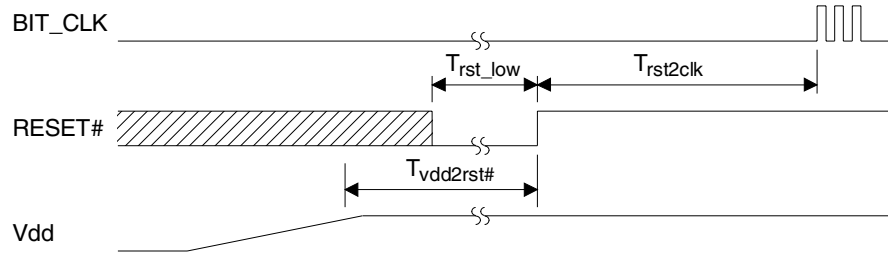 BIT_CLK
Trst_low
Trst2clk
RESET#
Tvdd2rst#
Vdd